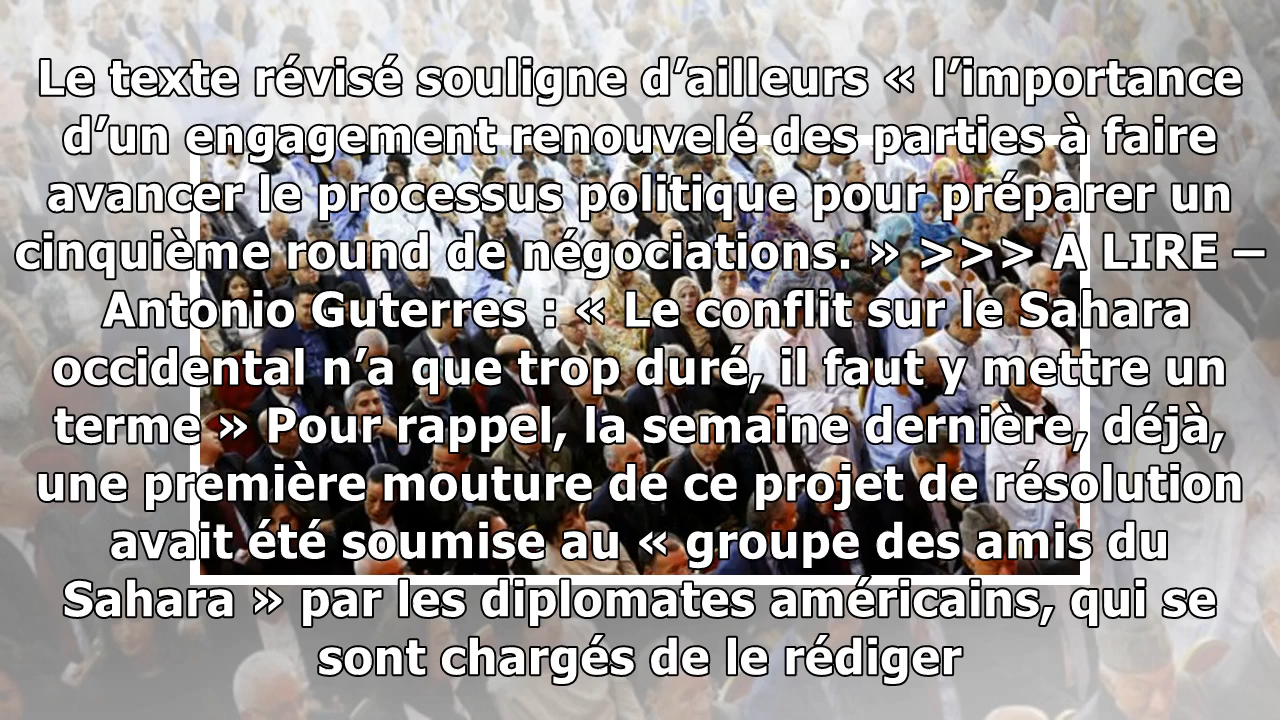 Le texte révisé souligne d’ailleurs « l’importance
d’un engagement renouvelé des parties à faire
avancer le processus politique pour préparer un
cinquième round de négociations. » >>> A LIRE –
Antonio Guterres : « Le conflit sur le Sahara
occidental n’a que trop duré, il faut y mettre un
terme » Pour rappel, la semaine dernière, déjà,
une première mouture de ce projet de résolution
avait été soumise au « groupe des amis du
Sahara » par les diplomates américains, qui se
sont chargés de le rédiger